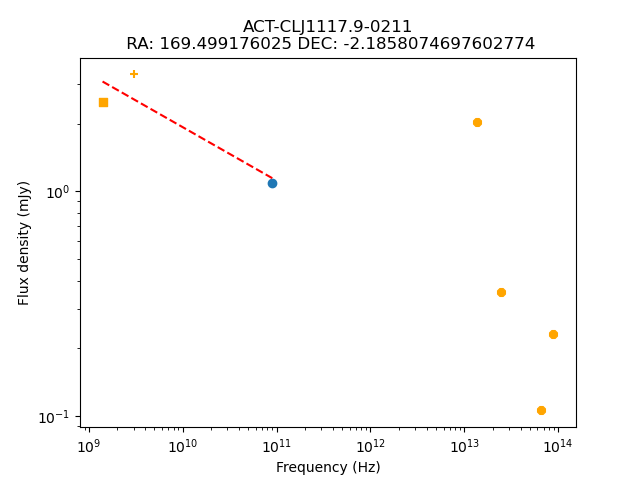 ACT-CLJ1117.9-0211
RA: 169.499176025 DEC: -2.1858074697602774
Flux density (mJy)
10⁰
10⁻¹
10⁹ 10¹⁰ 10¹¹ 10¹² 10¹³ 10¹⁴
Frequency (Hz)